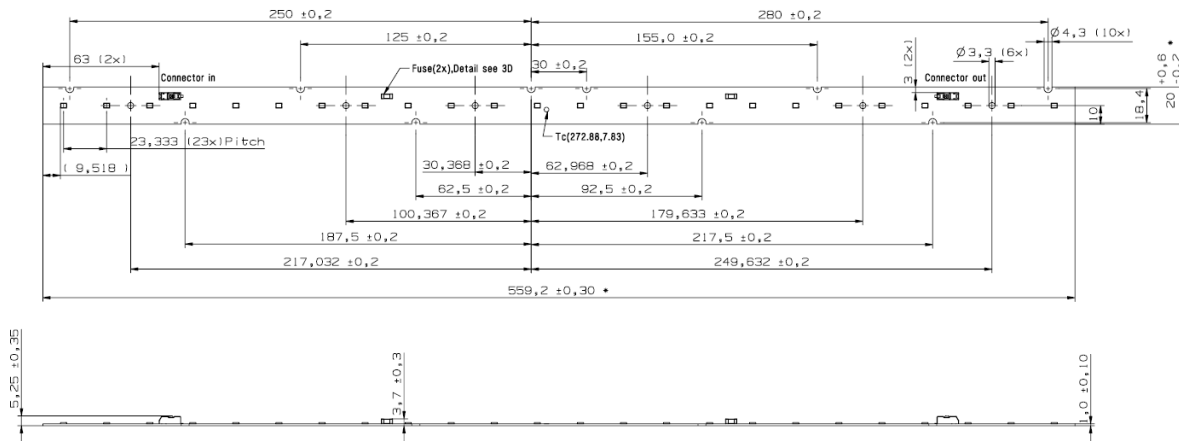 250 ±0,2
280 ±0,2
125 ±0,2
155,0 ±0,2
Ø4,3 (10x)
63 (2x)
30 ±0,2
3 (2x)
Ø3,3 (6x)
+0,6 *
20 -0,2
Connector in
Fuse(2x),Detail see 3D
Connector out
18,4
10
Tc(272.88,7.83)
23,333 (23x)Pitch
(9,518)
30,368 ±0,2
62,968 ±0,2
62,5 ±0,2
92,5 ±0,2
100,367 ±0,2
179,633 ±0,2
187,5 ±0,2
217,5 ±0,2
217,032 ±0,2
249,632 ±0,2
559,2 ±0,30 *
5,25 ±0,35
3,7 ±0,3
1,0 ±0,10